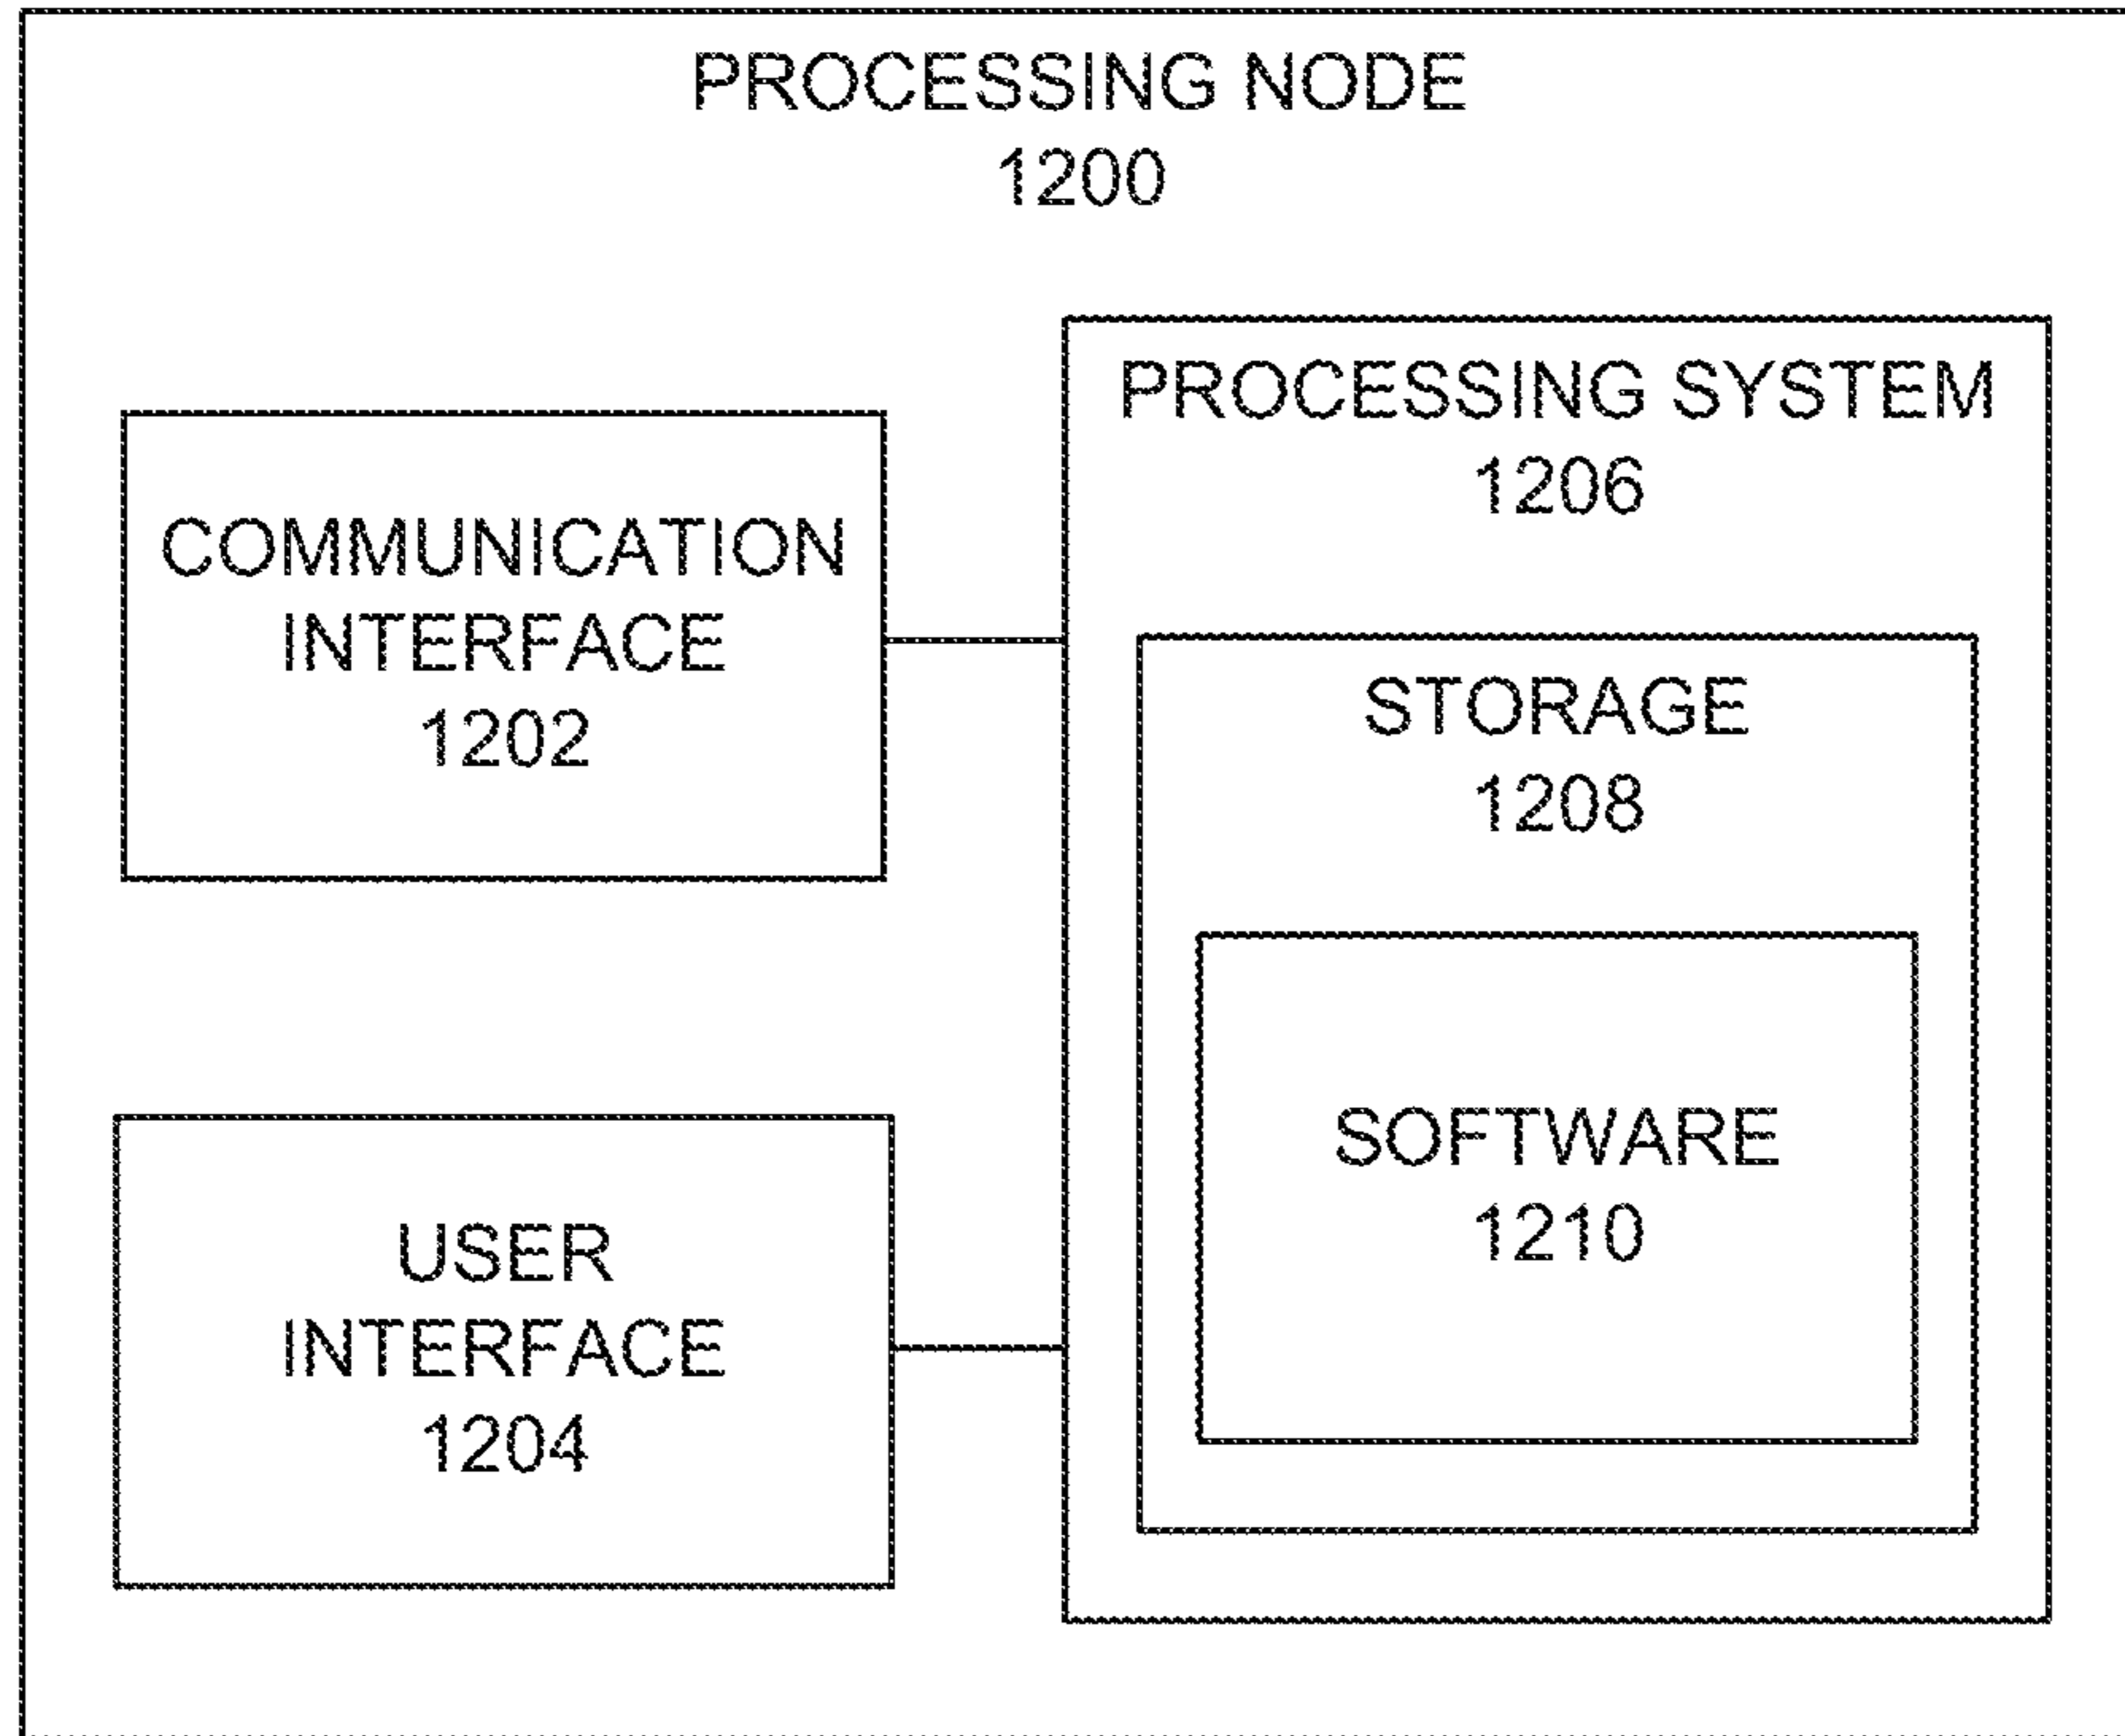 PROCESSING NODE
1200
COMMUNICATION
INTERFACE
1202
USER
INTERFACE
1204
PROCESSING SYSTEM
1206
STORAGE
1208
SOFTWARE
1210